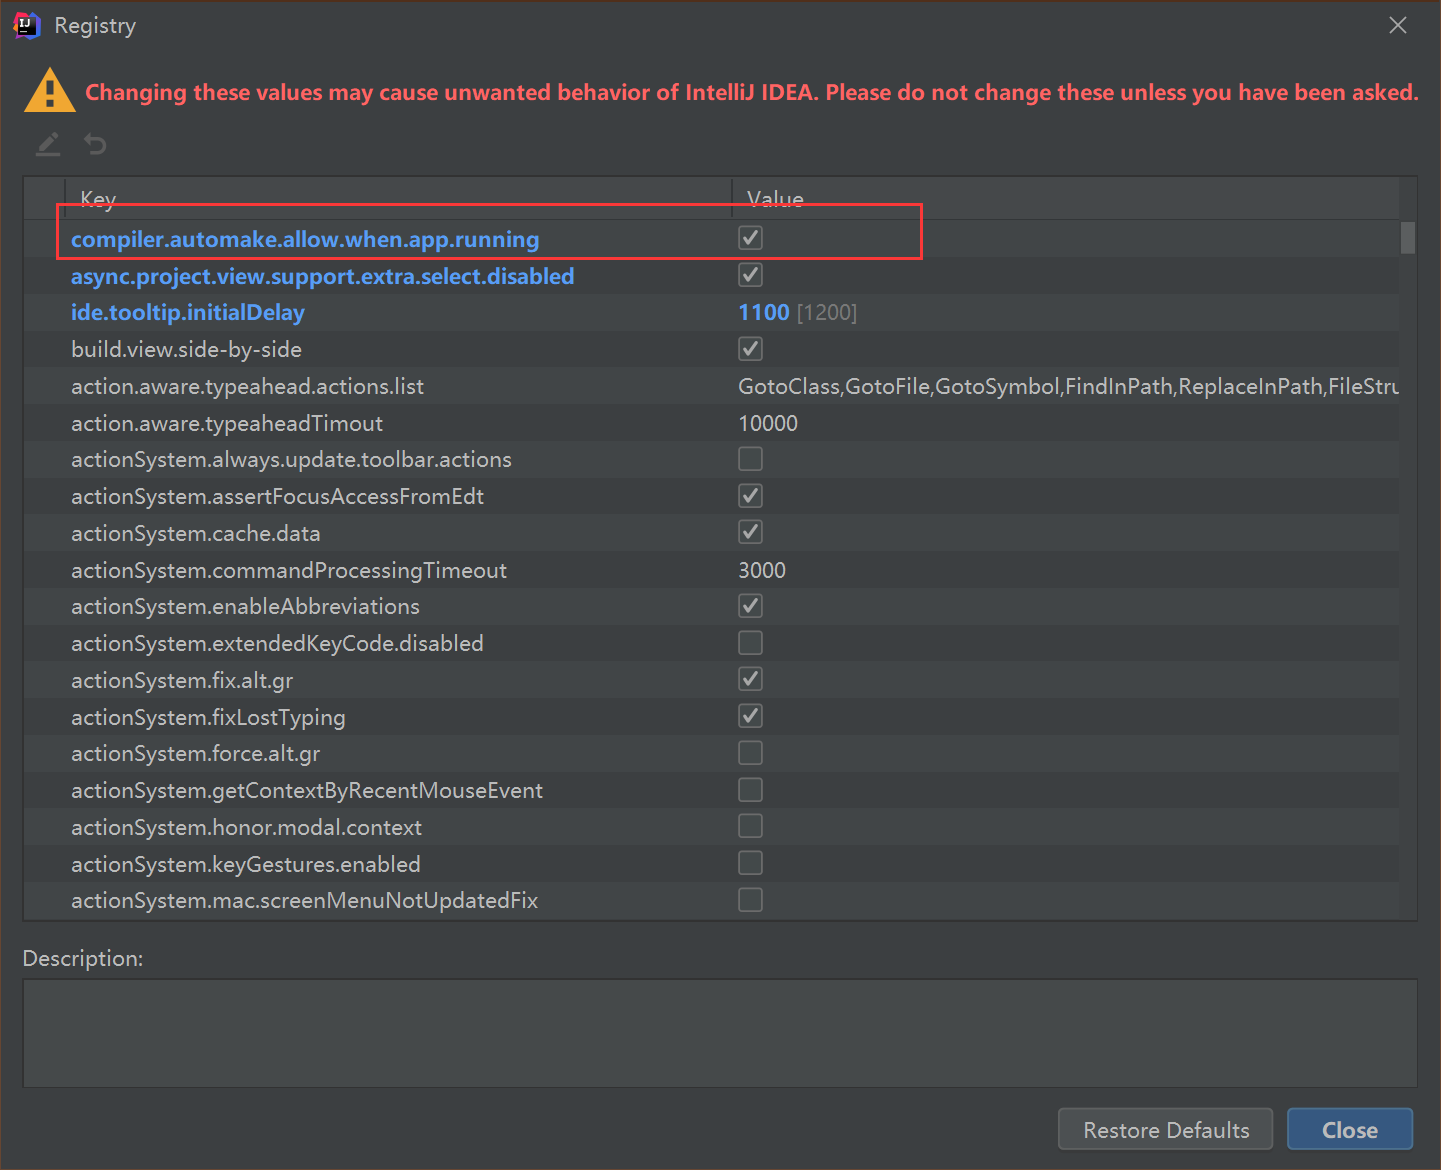 IJ Registry
Changing these values may cause unwanted behavior of IntelliJ IDEA. Please do not change these unless you have been asked.
Key Value
compiler.automake.allow.when.app.running
async.project.view.support.extra.select.disabled
ide.tooltip.initialDelay 1100 [1200]
build.view.side-by-side
action.aware.typeahead.actions.list GotoClass,GotoFile,GotoSymbol,FindInPath,ReplaceInPath,FileStru
action.aware.typeaheadTimout 10000
actionSystem.always.update.toolbar.actions
actionSystem.assertFocusAccessFromEdt
actionSystem.cache.data
actionSystem.commandProcessingTimeout 3000
actionSystem.enableAbbreviations
actionSystem.extendedKeyCode.disabled
actionSystem.fix.alt.gr
actionSystem.fixLostTyping
actionSystem.force.alt.gr
actionSystem.getContextByRecentMouseEvent
actionSystem.honor.modal.context
actionSystem.keyGestures.enabled
actionSystem.mac.screenMenuNotUpdatedFix
Description:
Restore Defaults Close